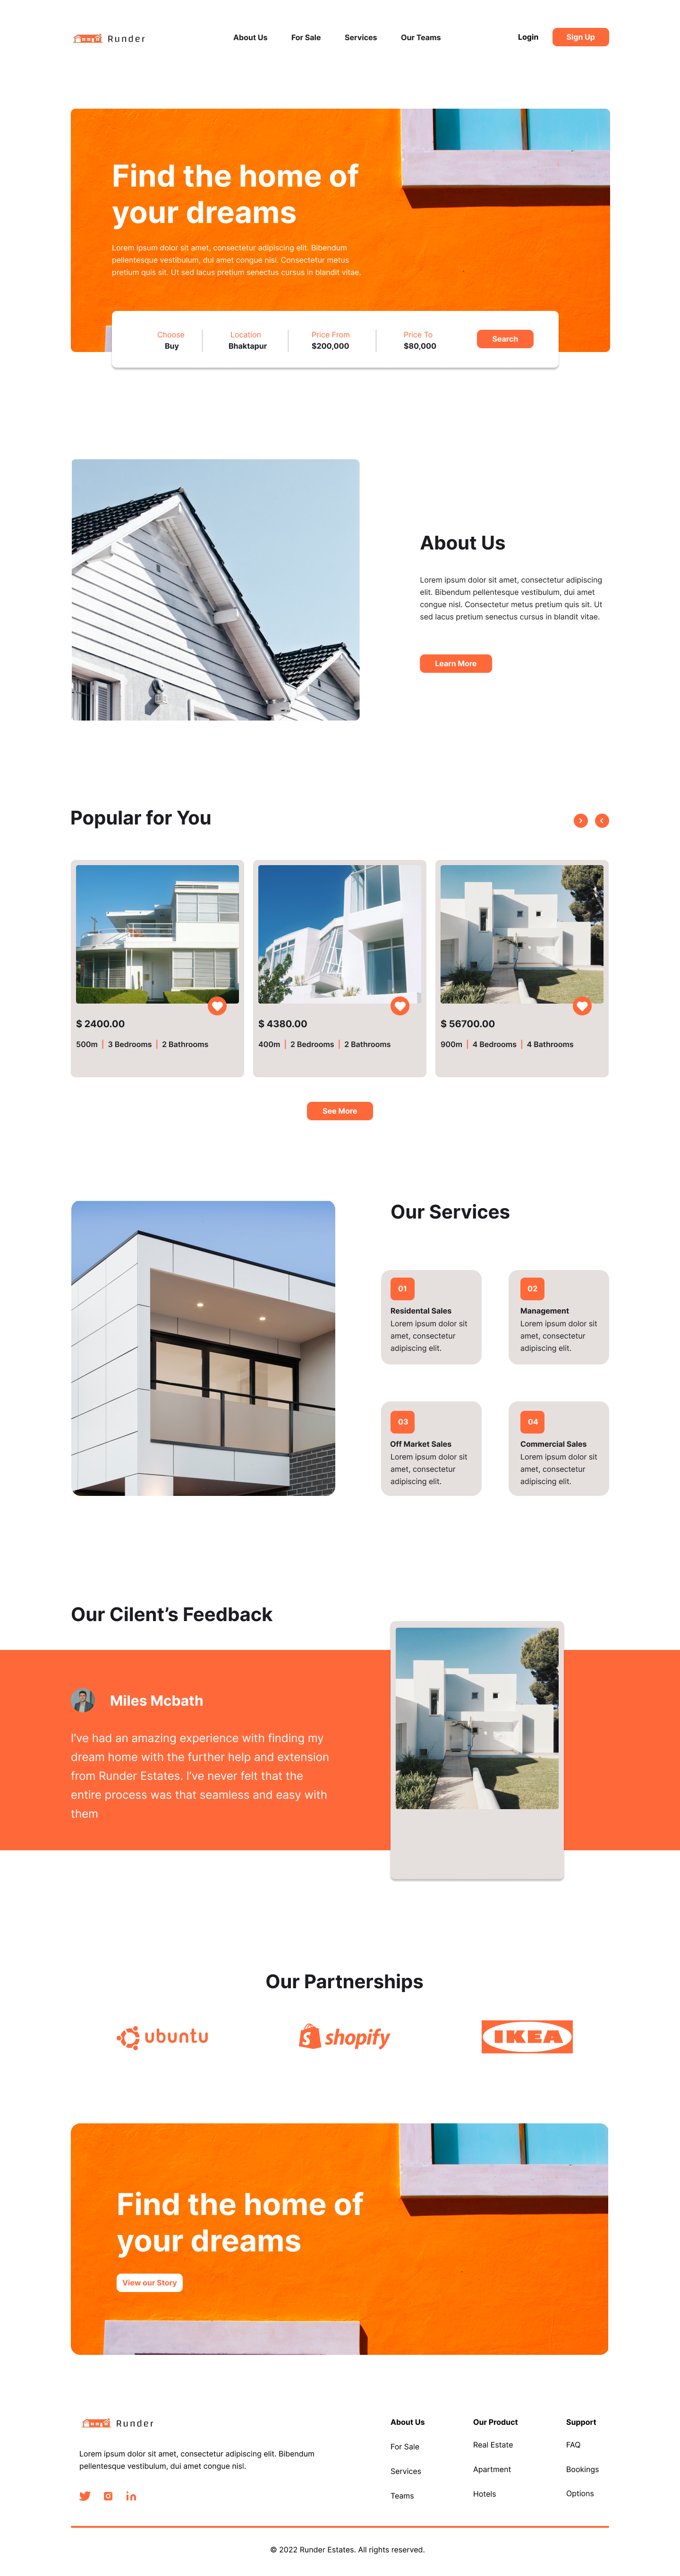 Runder
About Us
For Sale
Services
Our Teams
Login
Sign Up
Find the home of
your dreams
Lorem ipsum dolor sit amet, consectetur adipiscing elit. Bibendum
pellentesque vestibulum, dui amet congue nisl. Consectetur metus
pretium quis sit. Ut sed lacus pretium senectus cursus in blandit vitae.
Choose
Buy
Location
Bhaktapur
Price From
$200,000
Price To
$80,000
Search
About Us
Lorem ipsum dolor sit amet, consectetur adipiscing
elit. Bibendum pellentesque vestibulum, dui amet
congue nisl. Consectetur metus pretium quis sit. Ut
sed lacus pretium senectus cursus in blandit vitae.
Learn More
Popular for You
$ 2400.00
500m | 3 Bedrooms | 2 Bathrooms
$ 4380.00
400m | 2 Bedrooms | 2 Bathrooms
$ 56700.00
900m | 4 Bedrooms | 4 Bathrooms
See More
Our Services
01
Residental Sales
Lorem ipsum dolor sit
amet, consectetur
adipiscing elit.
02
Management
Lorem ipsum dolor sit
amet, consectetur
adipiscing elit.
03
Off Market Sales
Lorem ipsum dolor sit
amet, consectetur
adipiscing elit.
04
Commercial Sales
Lorem ipsum dolor sit
amet, consectetur
adipiscing elit.
Our Cilent’s Feedback
Miles Mcbath
I've had an amazing experience with finding my
dream home with the further help and extension
from Runder Estates. I've never felt that the
entire process was that seamless and easy with
them
Our Partnerships
ubuntu
shopify
IKEA
Find the home of
your dreams
View our Story
Runder
Lorem ipsum dolor sit amet, consectetur adipiscing elit. Bibendum
pellentesque vestibulum, dui amet congue nisl.
About Us
For Sale
Services
Teams
Our Product
Real Estate
Apartment
Hotels
Support
FAQ
Bookings
Options
© 2022 Runder Estates. All rights reserved.